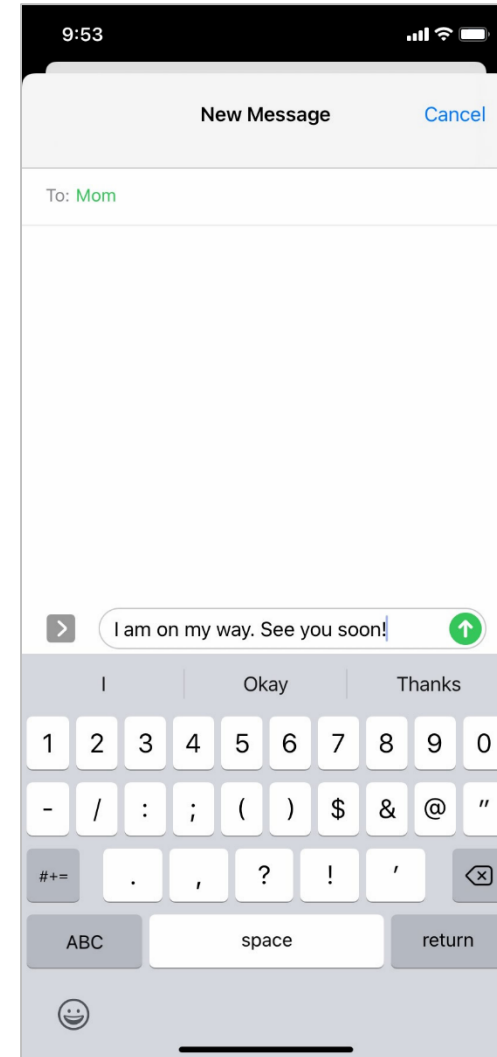 9:53
New Message Cancel
To: Mom
I am on my way. See you soon!
I Okay Thanks
1 2 3 4 5 6 7 8 9 0
- / : ; ( ) $ & @ "
#+= . , ? ! '
ABC space return